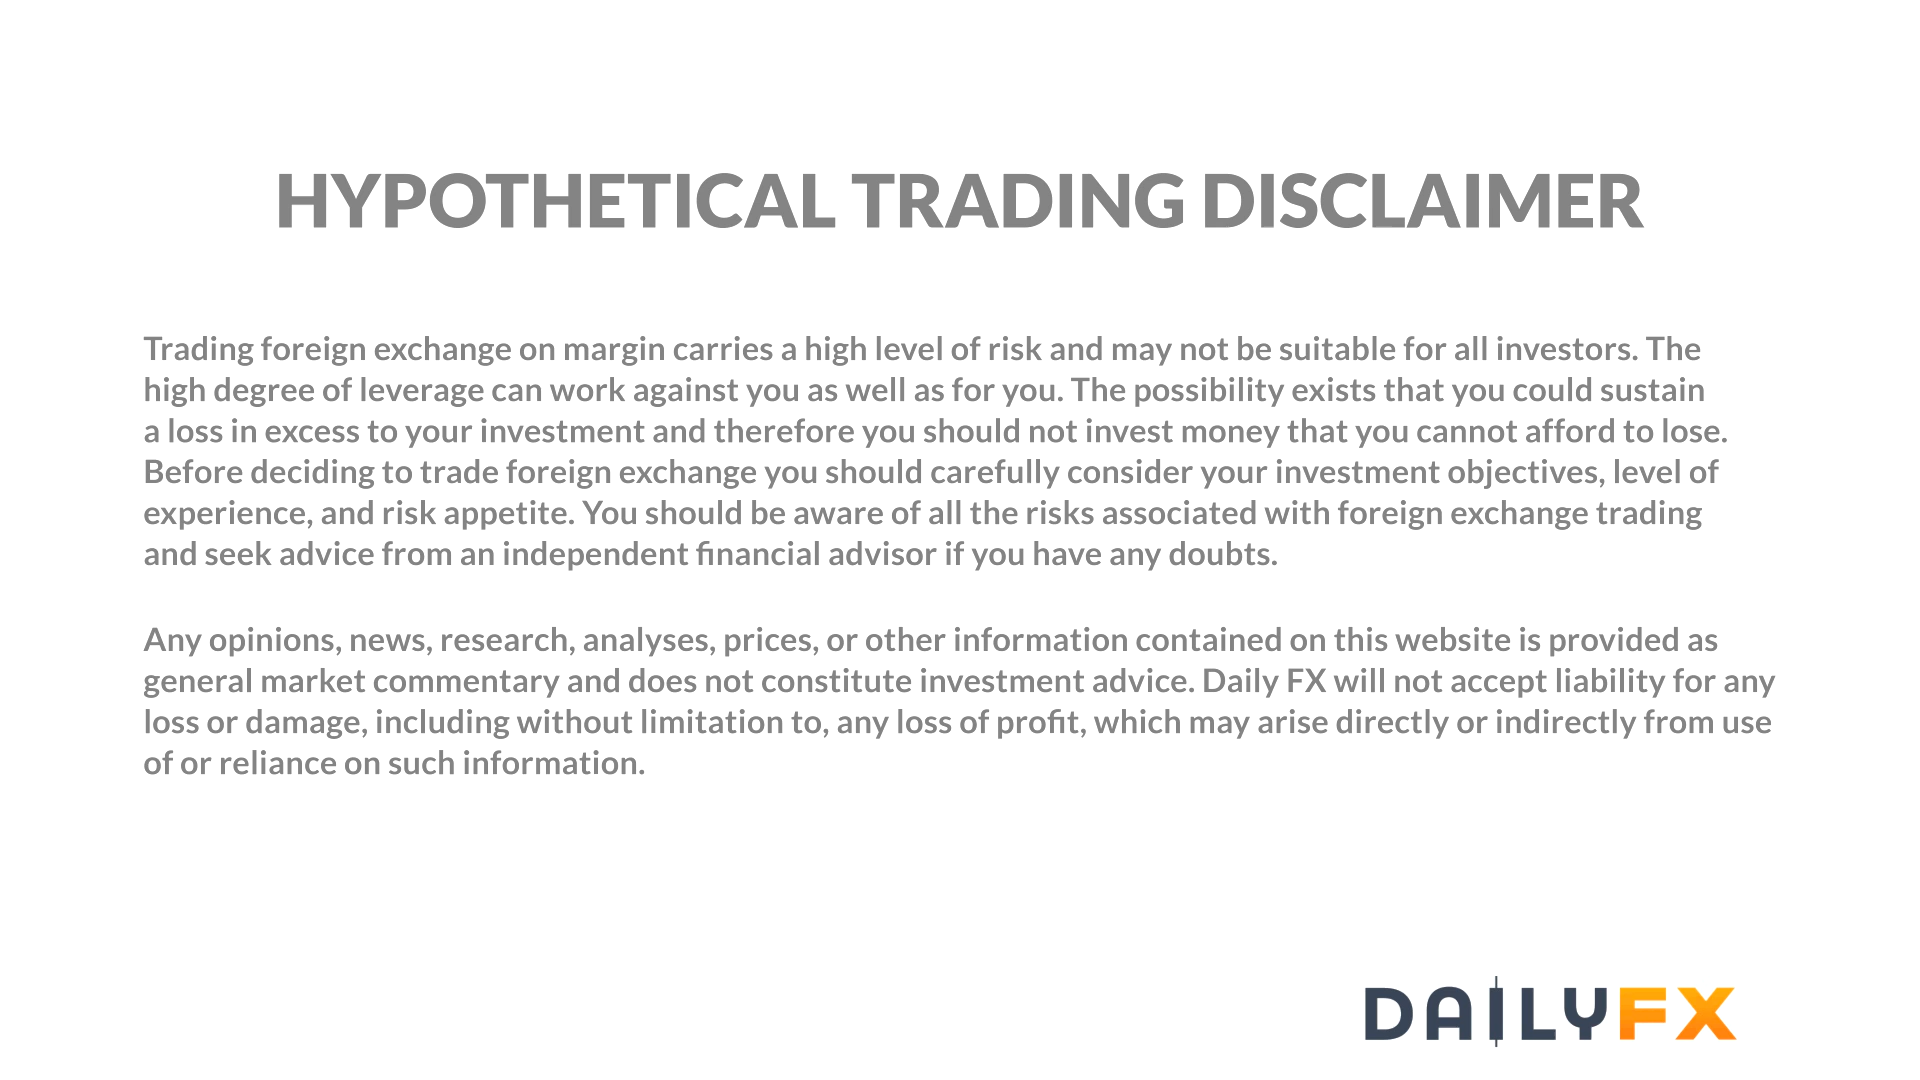 HYPOTHETICAL TRADING DISCLAIMER
Trading foreign exchange on margin carries a high level of risk and may not be suitable for all investors. The
high degree of leverage can work against you as well as for you. The possibility exists that you could sustain
a loss in excess to your investment and therefore you should not invest money that you cannot afford to lose.
Before deciding to trade foreign exchange you should carefully consider your investment objectives, level of
experience, and risk appetite. You should be aware of all the risks associated with foreign exchange trading
and seek advice from an independent financial advisor if you have any doubts.
Any opinions, news, research, analyses, prices, or other information contained on this website is provided as
general market commentary and does not constitute investment advice. Daily FX will not accept liability for any
loss or damage, including without limitation to, any loss of profit, which may arise directly or indirectly from use
of or reliance on such information.
DAILYFX